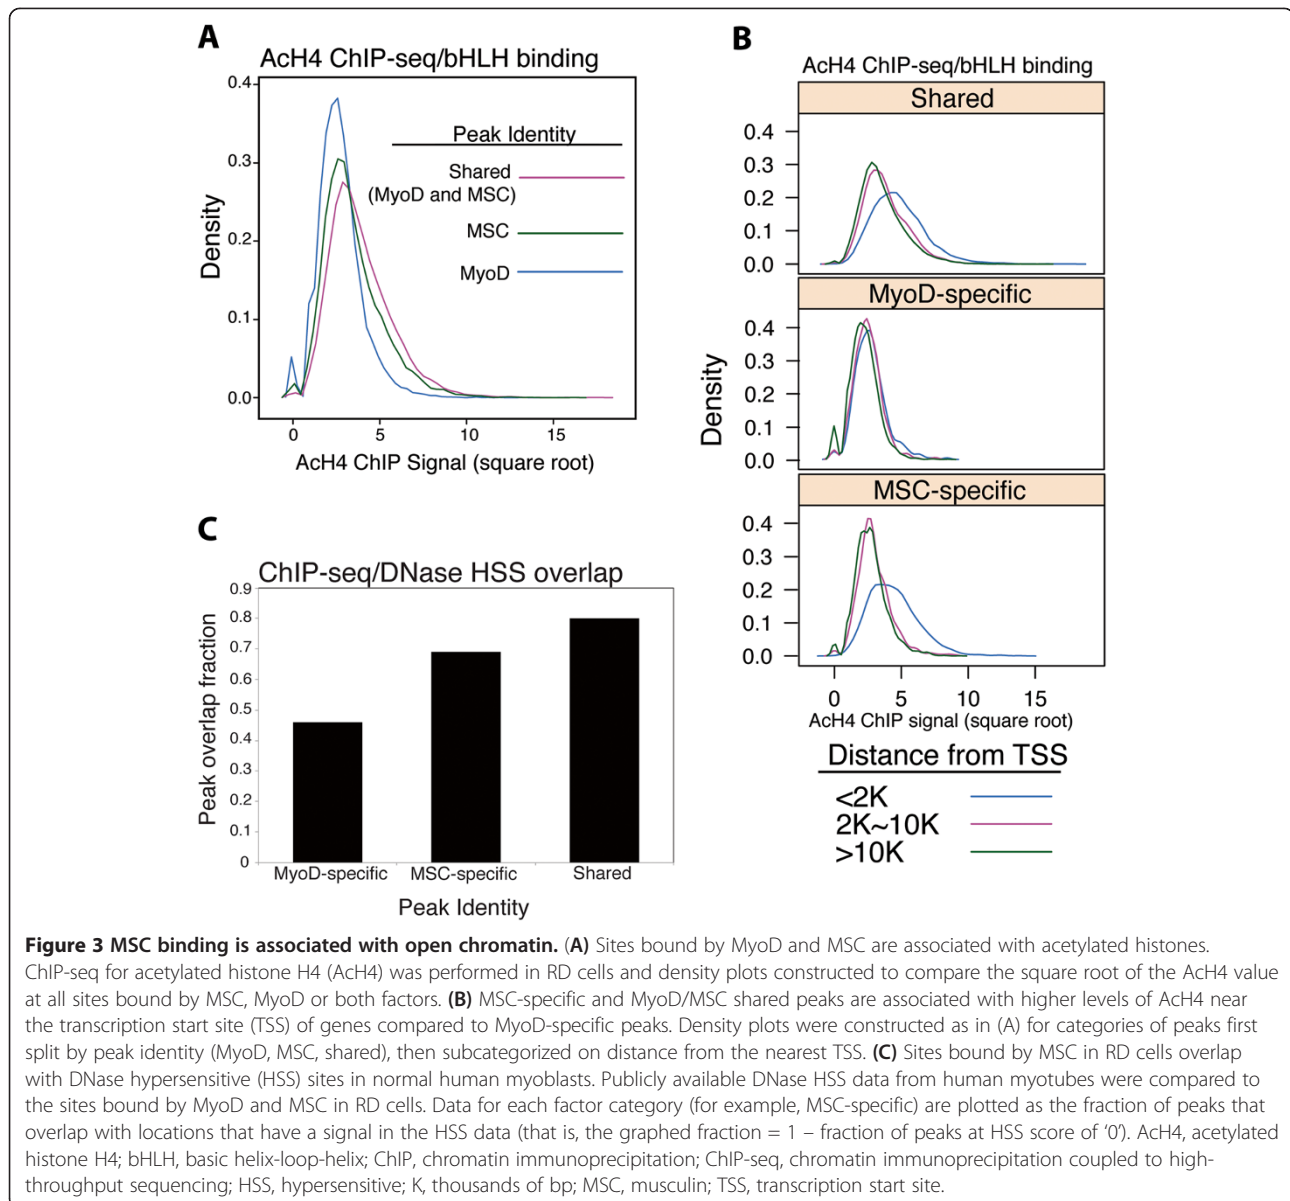 A
AcH4 ChIP-seq/bHLH binding
0.4
0.3
0.2
0.1
0.0
Density
Peak Identity
Shared
(MyoD and MSC)
MSC
MyoD
0 5 10 15
AcH4 ChIP Signal (square root)
B
AcH4 ChIP-seq/bHLH binding
Shared
0.4
0.3
0.2
0.1
0.0
MyoD-specific
0.4
0.3
0.2
0.1
0.0
Density
MSC-specific
0.4
0.3
0.2
0.1
0.0
0 5 10 15
AcH4 ChIP signal (square root)
Distance from TSS
<2K
2K~10K
>10K
C
ChIP-seq/DNase HSS overlap
0.9
0.8
0.7
0.6
0.5
0.4
0.3
0.2
0.1
0
Peak overlap fraction
MyoD-specific MSC-specific Shared
Peak Identity
Figure 3 MSC binding is associated with open chromatin. (A) Sites bound by MyoD and MSC are associated with acetylated histones.
ChIP-seq for acetylated histone H4 (AcH4) was performed in RD cells and density plots constructed to compare the square root of the AcH4 value
at all sites bound by MSC, MyoD or both factors. (B) MSC-specific and MyoD/MSC shared peaks are associated with higher levels of AcH4 near
the transcription start site (TSS) of genes compared to MyoD-specific peaks. Density plots were constructed as in (A) for categories of peaks first
split by peak identity (MyoD, MSC, shared), then subcategorized on distance from the nearest TSS. (C) Sites bound by MSC in RD cells overlap
with DNase hypersensitive (HSS) sites in normal human myoblasts. Publicly available DNase HSS data from human myotubes were compared to
the sites bound by MyoD and MSC in RD cells. Data for each factor category (for example, MSC-specific) are plotted as the fraction of peaks that
overlap with locations that have a signal in the HSS data (that is, the graphed fraction = 1 – fraction of peaks at HSS score of ‘0’). AcH4, acetylated
histone H4; bHLH, basic helix-loop-helix; ChIP, chromatin immunoprecipitation; ChIP-seq, chromatin immunoprecipitation coupled to high-
throughput sequencing; HSS, hypersensitive; K, thousands of bp; MSC, musculin; TSS, transcription start site.